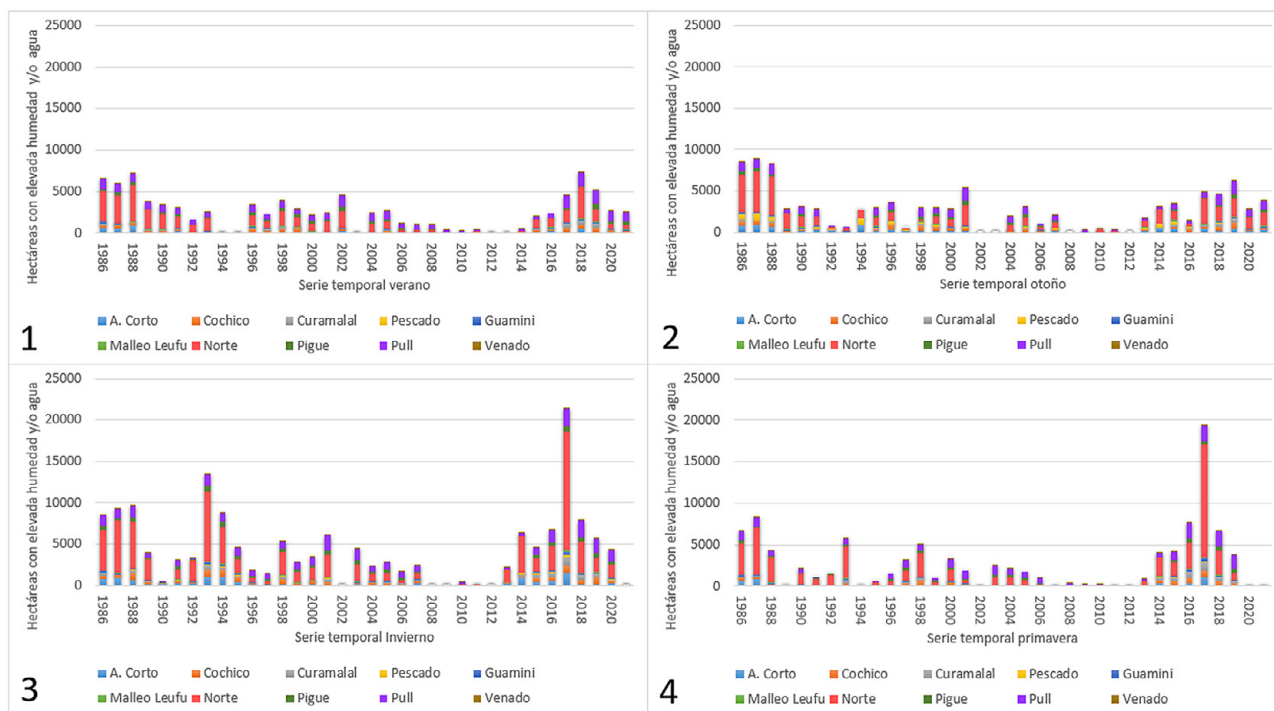 Hectáreas con elevada humedad y/o agua
25000
20000
15000
10000
5000
0
1986 1988 1990 1992 1994 1996 1998 2000 2002 2004 2006 2008 2010 2012 2014 2016 2018 2020
Serie temporal verano
A. Corto Cochico Curamalal Pescado Guamini
Malleo Leufu Norte Pigue Pull Venado
1
Hectáreas con elevada humedad y/o agua
25000
20000
15000
10000
5000
0
1986 1988 1990 1992 1994 1996 1998 2000 2002 2004 2006 2008 2010 2012 2014 2016 2018 2020
Serie temporal otoño
A. Corto Cochico Curamalal Pescado Guamini
Malleo Leufu Norte Pigue Pull Venado
2
Hectáreas con elevada humedad y/o agua
25000
20000
15000
10000
5000
0
1986 1988 1990 1992 1994 1996 1998 2000 2002 2004 2006 2008 2010 2012 2014 2016 2018 2020
Serie temporal Invierno
A. Corto Cochico Curamalal Pescado Guamini
Malleo Leufu Norte Pigue Pull Venado
3
Hectáreas con elevada humedad y/o agua
25000
20000
15000
10000
5000
0
1986 1988 1990 1992 1994 1996 1998 2000 2002 2004 2006 2008 2010 2012 2014 2016 2018 2020
Serie temporal primavera
A. Corto Cochico Curamalal Pescado Guamini
Malleo Leufu Norte Pigue Pull Venado
4